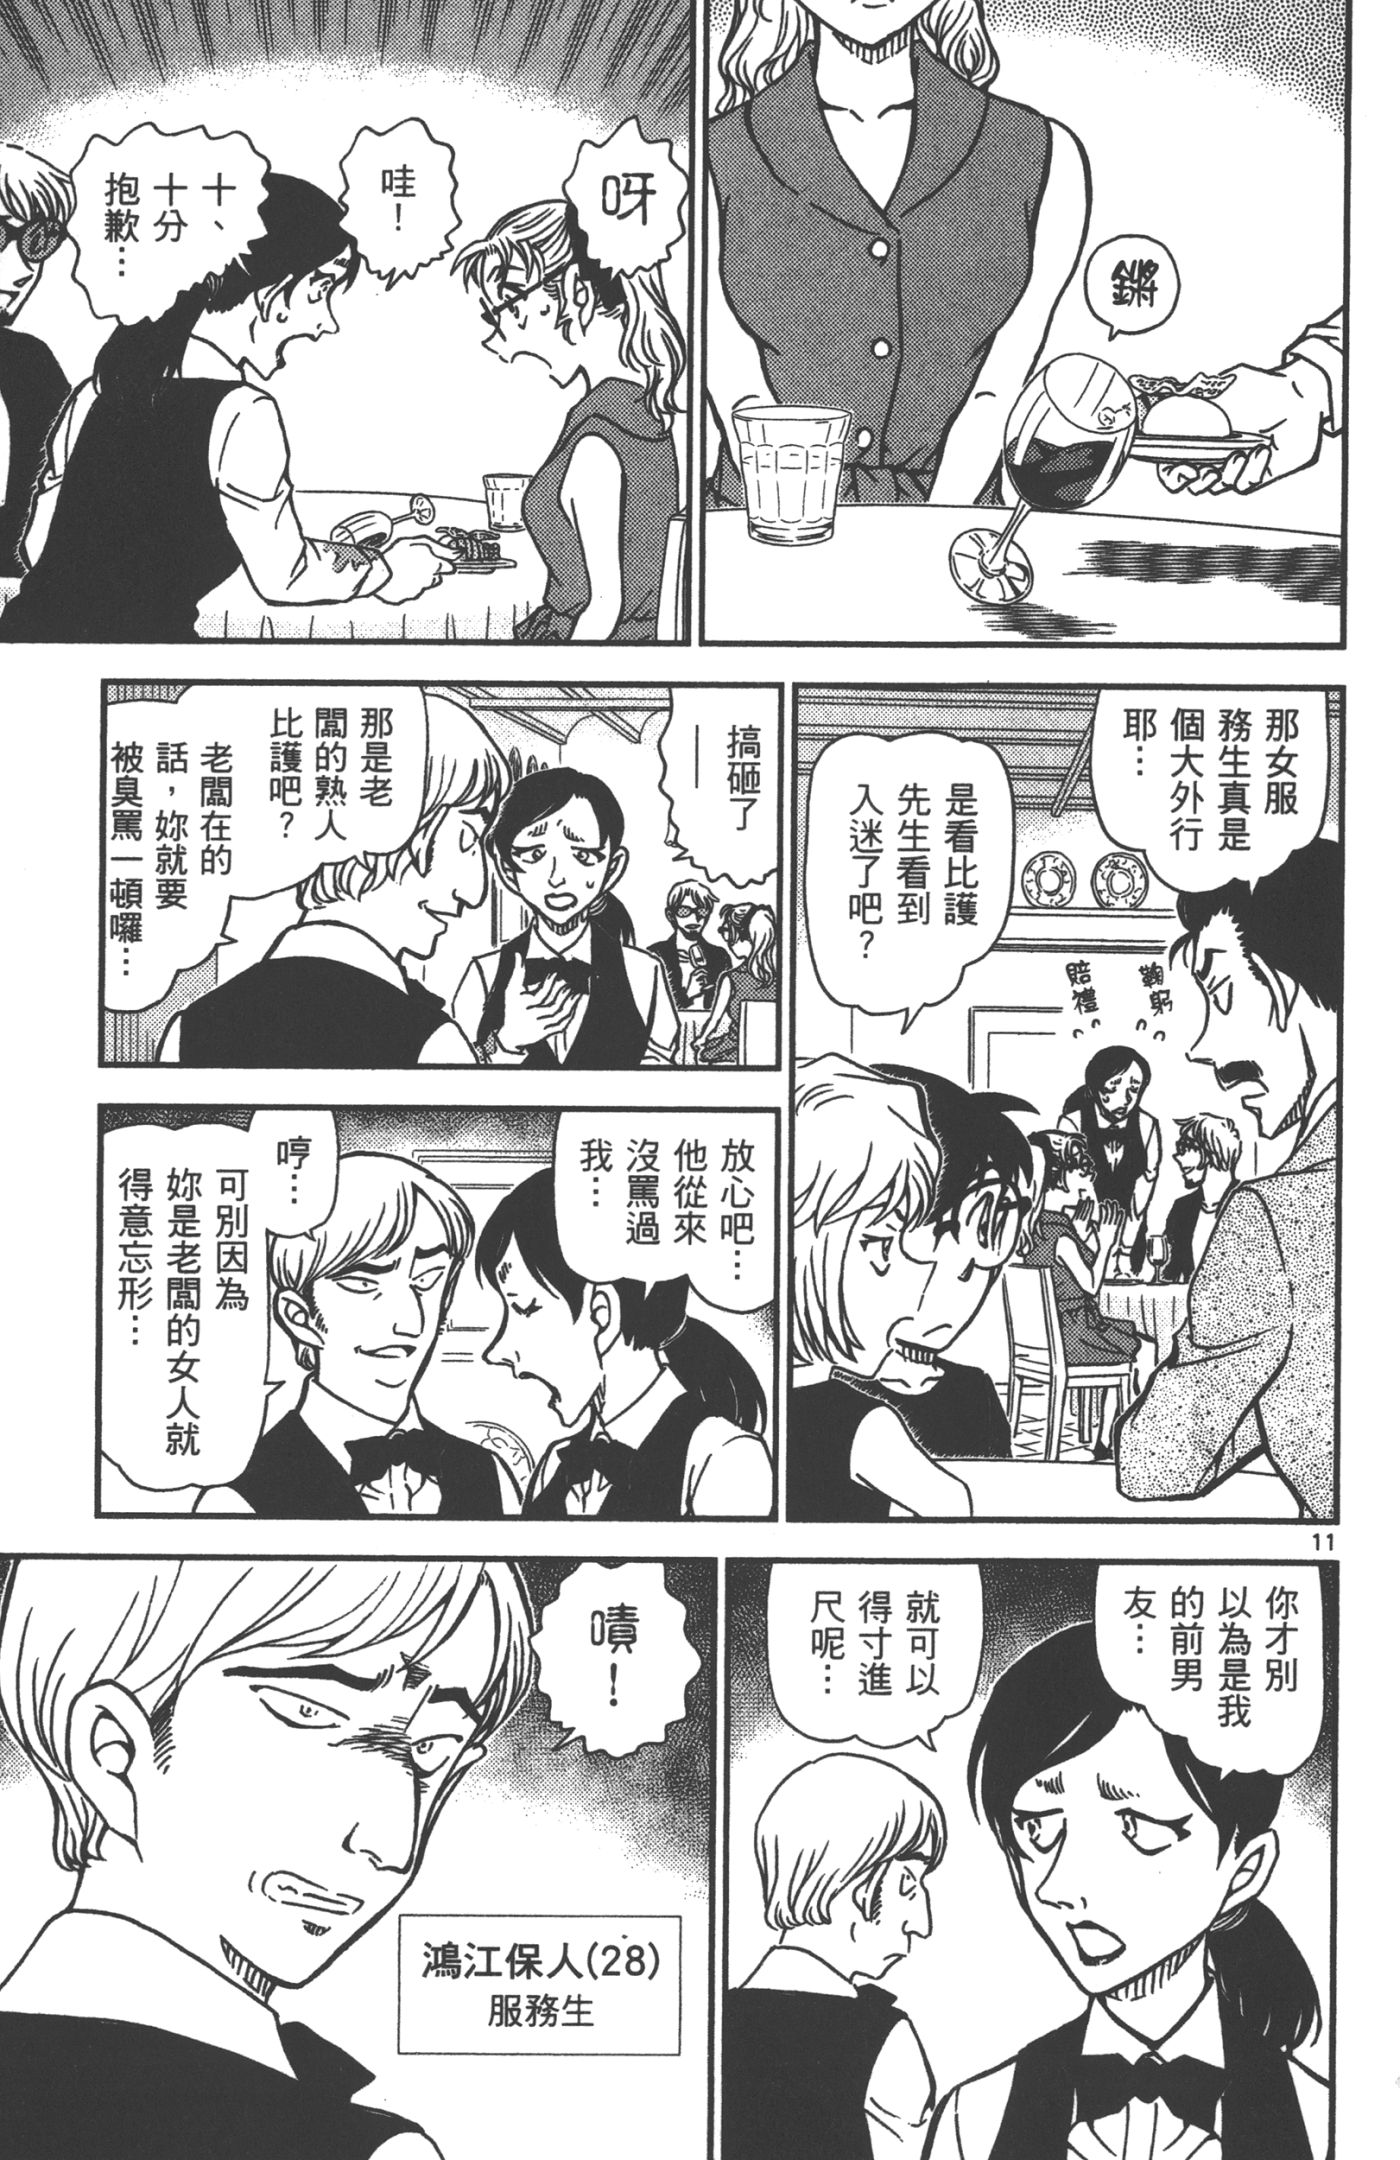 鏘
呀
哇！
十、
十分
抱歉…
那女服
務生真是
個大外行
耶…
是看比護
先生看到
入迷了吧？
鞠躬
賠禮
搞砸了
——
那是老
闆的熟人
比護吧？
老闆在的
話，妳就要
被臭罵一頓囉…
放心吧…
他從來
沒罵過
我…
哼…
可別因為
妳是老闆的女人就
得意忘形…
11
你才別
以為是我
的前男
友…
就可以
得寸進
尺呢…
嘖！
鴻江保人(28)
服務生